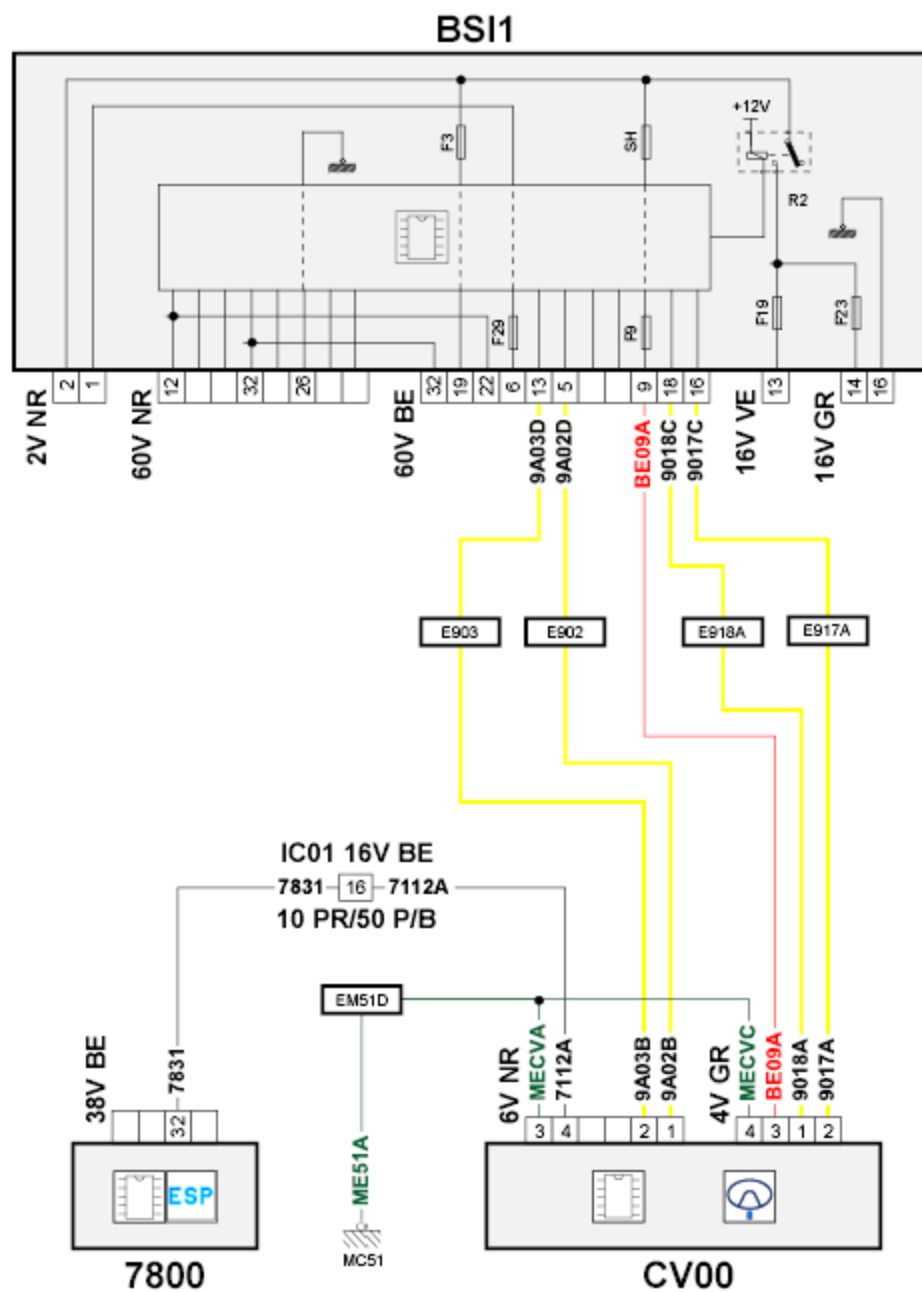 BSI1
+12V
F3
SH
R2
F29
P9
F19
F23
2V NR
2
1
60V NR
12
32
26
60V BE
32
19
22
6
13
5
9
18
16
16V VE
13
16V GR
14
16
9A03D
9A02D
BE09A
9018C
9017C
E903
E902
E918A
E917A
IC01 16V BE
7831
16
7112A
10 PR/50 P/B
EM51D
38V BE
7831
32
ESP
7800
ME51A
MC51
6V NR
MECVA
7112A
9A03B
9A02B
3
4
2
1
4V GR
MECVC
BE09A
9018A
9017A
4
3
1
2
CV00